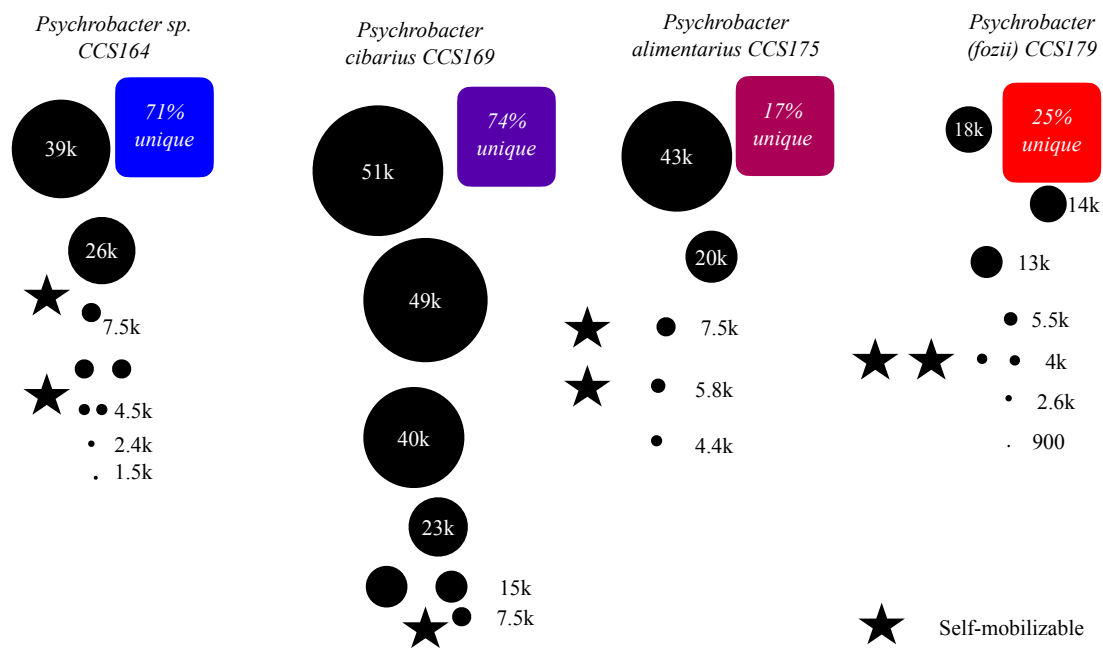 Psychrobacter sp.
CCS164
71%
unique
39k
26k
7.5k
4.5k
2.4k
1.5k
Psychrobacter
cibarius CCS169
74%
unique
51k
49k
40k
23k
15k
7.5k
Psychrobacter
alimentarius CCS175
17%
unique
43k
20k
7.5k
5.8k
4.4k
Psychrobacter
(fozii) CCS179
25%
unique
18k
14k
13k
5.5k
4k
2.6k
900
Self-mobilizable